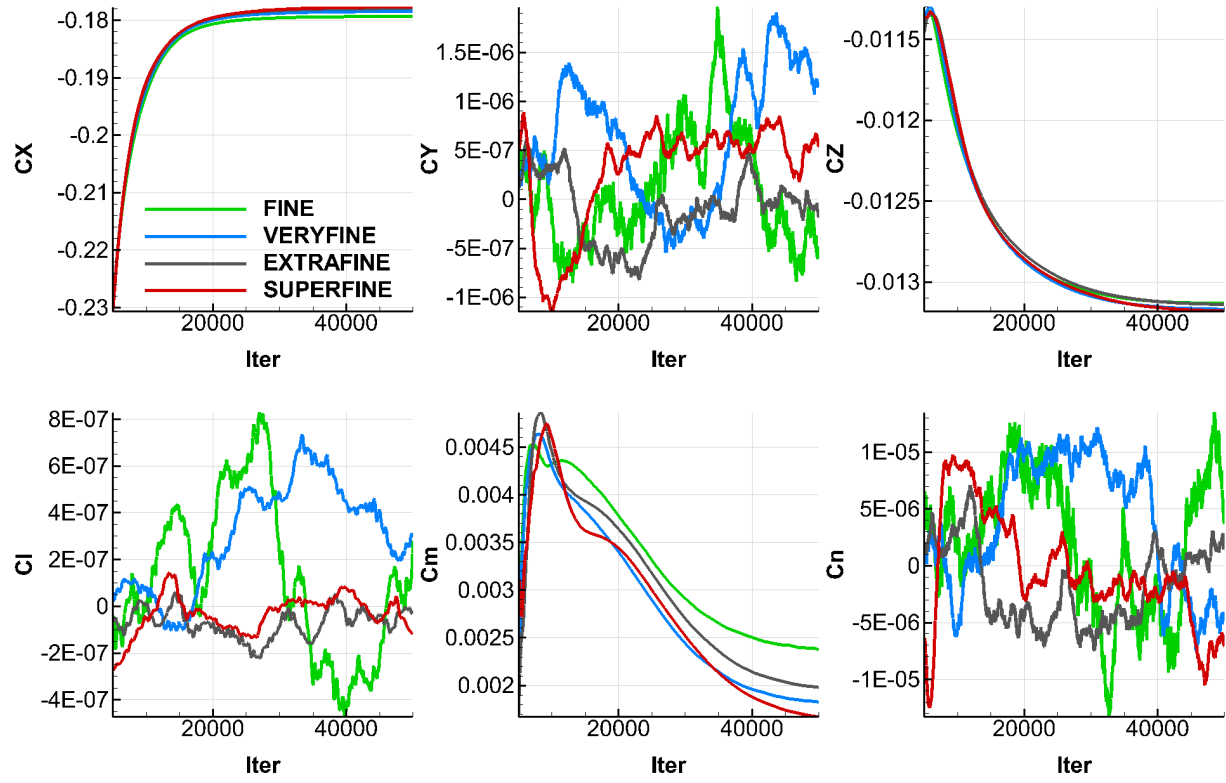 CX
-0.18
-0.19
-0.2
-0.21
-0.22
-0.23
FINE
VERYFINE
EXTRAFINE
SUPERFINE
20000 40000
Iter
CY
1.5E-06
1E-06
5E-07
0
-5E-07
-1E-06
20000 40000
Iter
CZ
-0.0115
-0.012
-0.0125
-0.013
20000 40000
Iter
Cl
8E-07
6E-07
4E-07
2E-07
0
-2E-07
-4E-07
20000 40000
Iter
Cm
0.0045
0.004
0.0035
0.003
0.0025
0.002
20000 40000
Iter
Cn
1E-05
5E-06
0
-5E-06
-1E-05
20000 40000
Iter